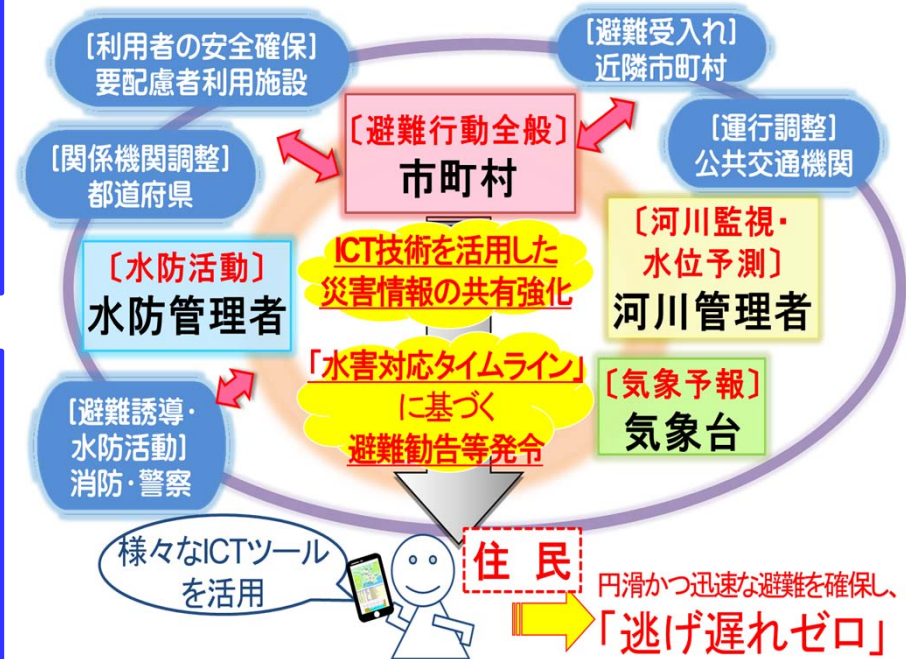 [利用者の安全確保]
要配慮者利用施設
[避難受入れ]
近隣市町村
[関係機関調整]
都道府県
〔避難行動全般〕
市町村
[運行調整]
公共交通機関
〔水防活動〕
水防管理者
ICT技術を活用した
災害情報の共有強化
〔河川監視・
水位予測〕
河川管理者
「水害対応タイムライン」
に基づく
避難勧告等発令
〔気象予報〕
気象台
[避難誘導・
水防活動]
消防・警察
様々なICTツール
を活用
住 民
円滑かつ迅速な避難を確保し、
「逃げ遅れゼロ」